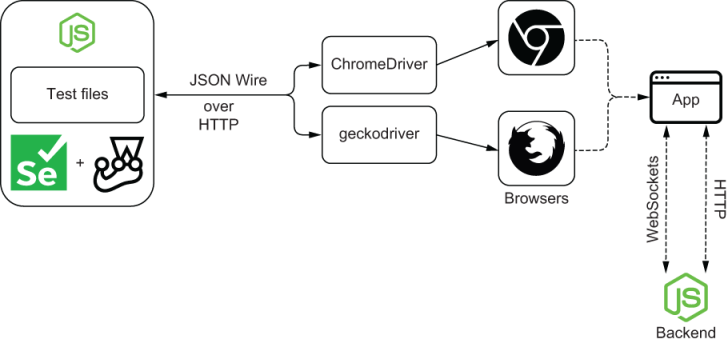 JS
Test files
Se
+
JSON Wire
over
HTTP
ChromeDriver
geckodriver
Browsers
App
WebSockets
HTTP
JS
Backend